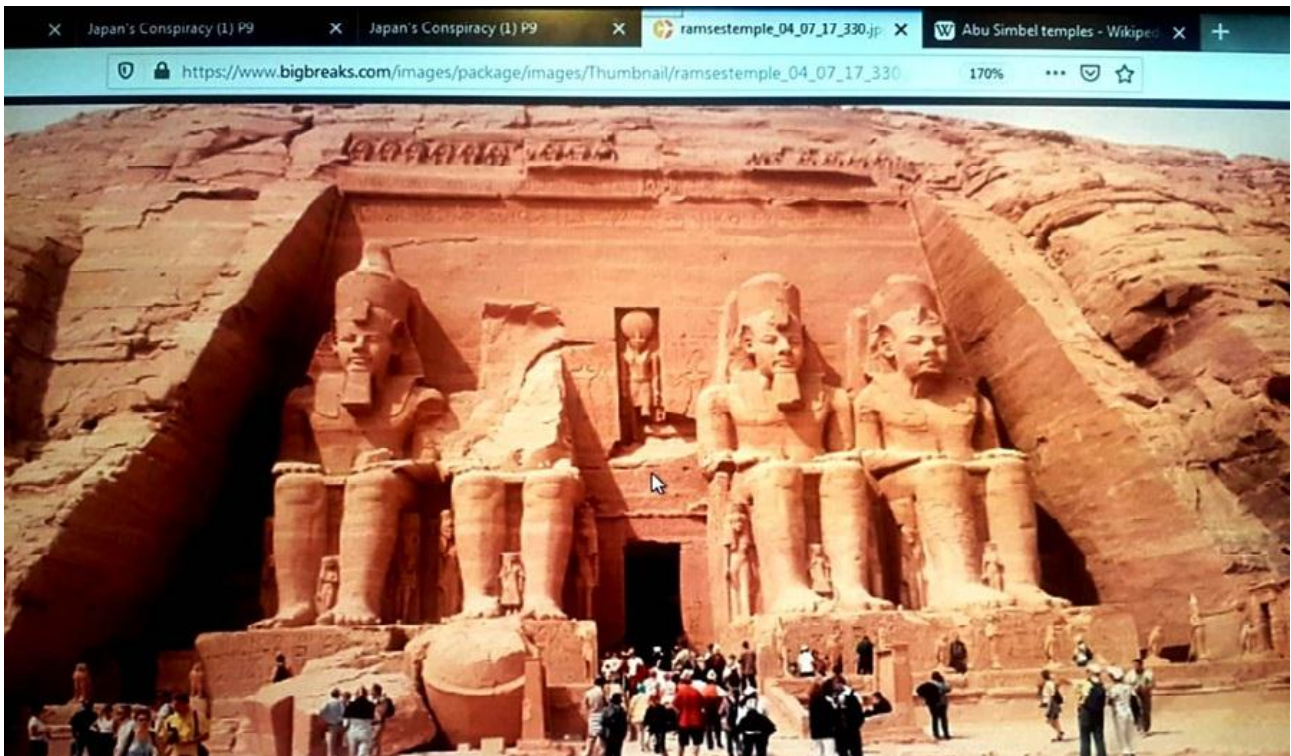 Japan's Conspiracy (1) P9
Japan's Conspiracy (1) P9
ramsestemple_04_07_17_330.jp
Abu Simbel temples - Wikiped
https://www.bigbreaks.com/images/package/images/Thumbnail/ramsestemple_04_07_17_330
170%